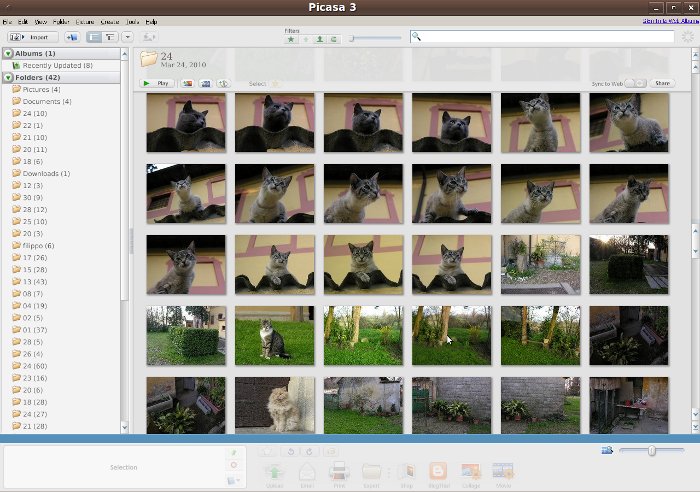 Picasa 3
File Edit View Folder Picture Create Tools Help
Import
Filters
Sign in to Web Albums
Albums (1)
Recently Updated (8)
Folders (42)
Pictures (4)
Documents (4)
24 (10)
22 (1)
21 (10)
20 (11)
18 (6)
Downloads (1)
12 (3)
30 (9)
28 (12)
25 (10)
20 (3)
filippo (6)
17 (26)
15 (28)
13 (43)
08 (7)
04 (19)
02 (5)
01 (37)
28 (5)
26 (4)
24 (60)
23 (16)
20 (6)
18 (28)
24 (27)
21 (28)
24
Mar 24, 2010
Play
Select
Sync to Web
Share
Selection
Upload
Email
Print
Export
Shop
BlogThis!
Collage
Movie